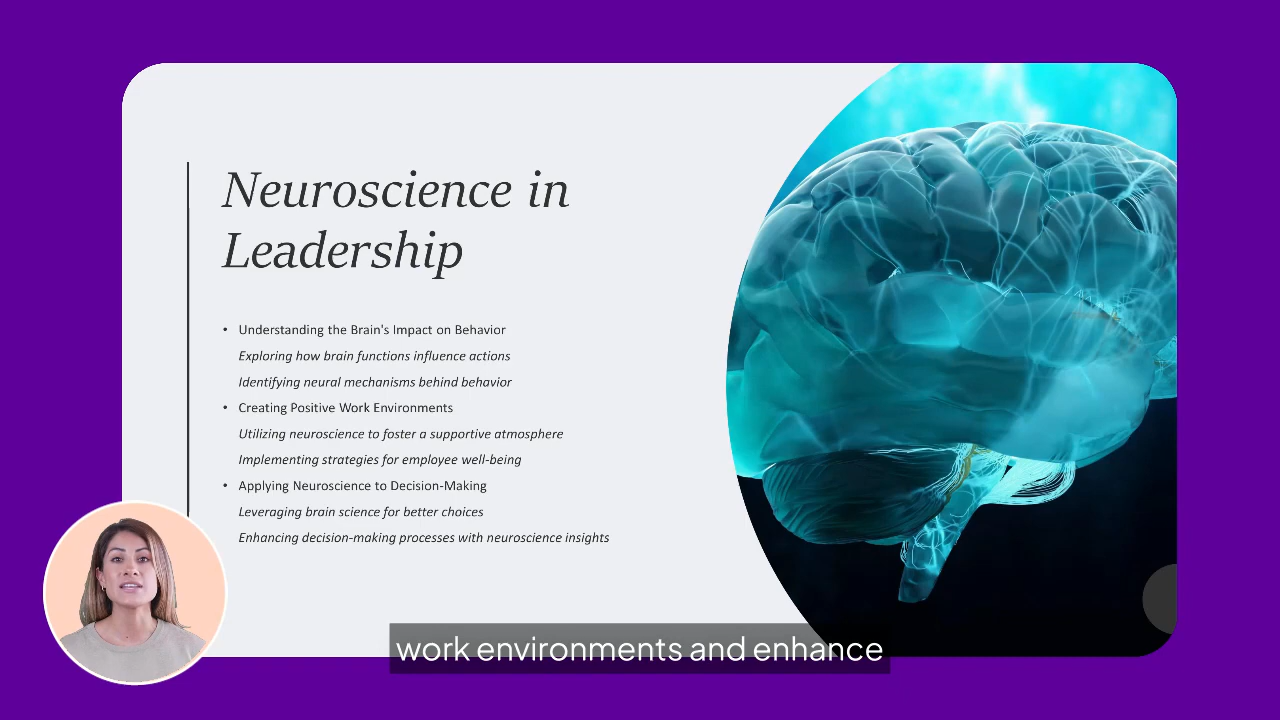 Neuroscience in
Leadership
• Understanding the Brain's Impact on Behavior
Exploring how brain functions influence actions
Identifying neural mechanisms behind behavior
• Creating Positive Work Environments
Utilizing neuroscience to foster a supportive atmosphere
Implementing strategies for employee well-being
• Applying Neuroscience to Decision-Making
Leveraging brain science for better choices
Enhancing decision-making processes with neuroscience insights
work environments and enhance